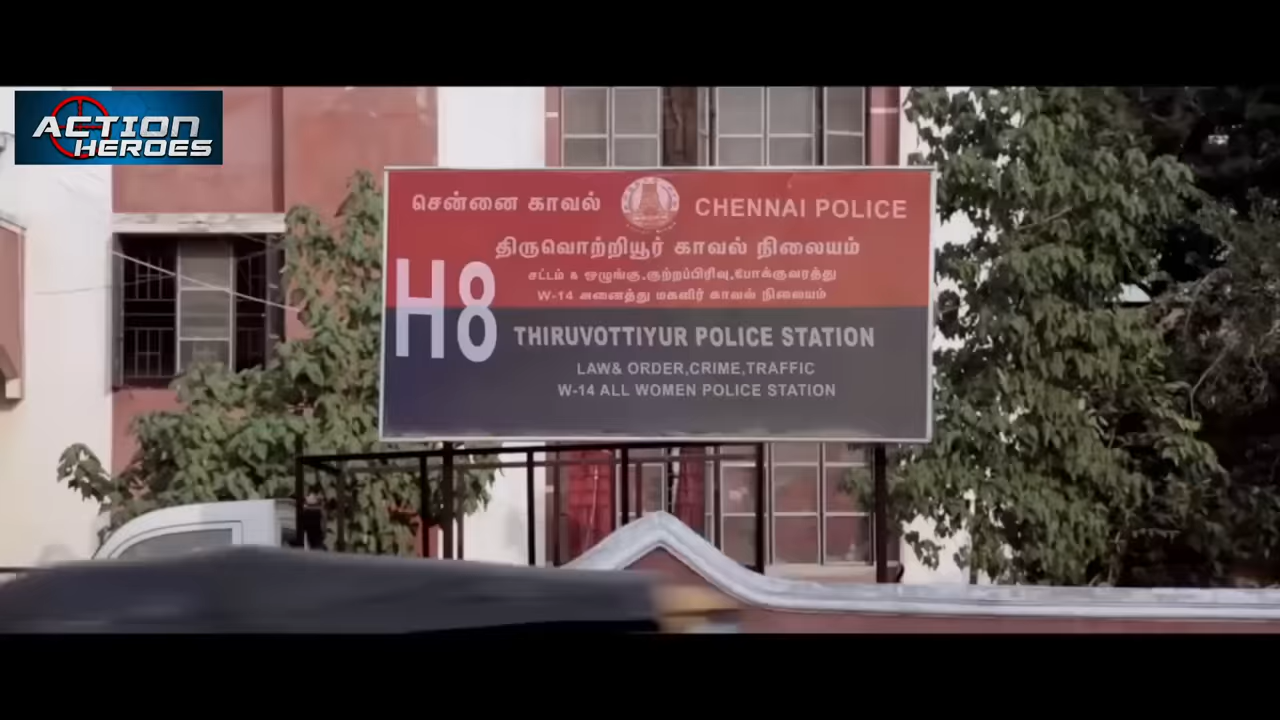 ACTION
HEROES
சென்னை காவல் CHENNAI POLICE
திருவொற்றியூர் காவல் நிலையம்
சட்டம் & ஒழுங்கு,குற்றப்பிரிவு,போக்குவரத்து
W-14 அனைத்து மகளிர் காவல் நிலையம்
H8
THIRUVOTTIYUR POLICE STATION
LAW& ORDER,CRIME,TRAFFIC
W-14 ALL WOMEN POLICE STATION